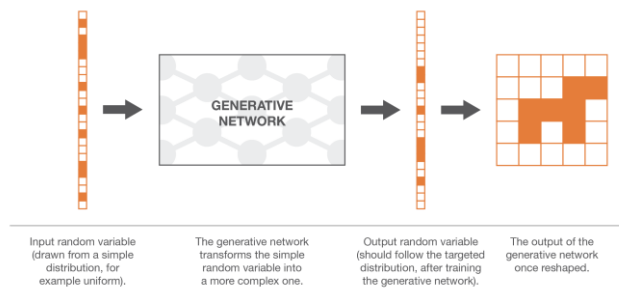 GENERATIVE
NETWORK
Input random variable
(drawn from a simple
distribution, for
example uniform).
The generative network
transforms the simple
random variable into
a more complex one.
Output random variable
(should follow the targeted
distribution, after training
the generative network).
The output of the
generative network
once reshaped.